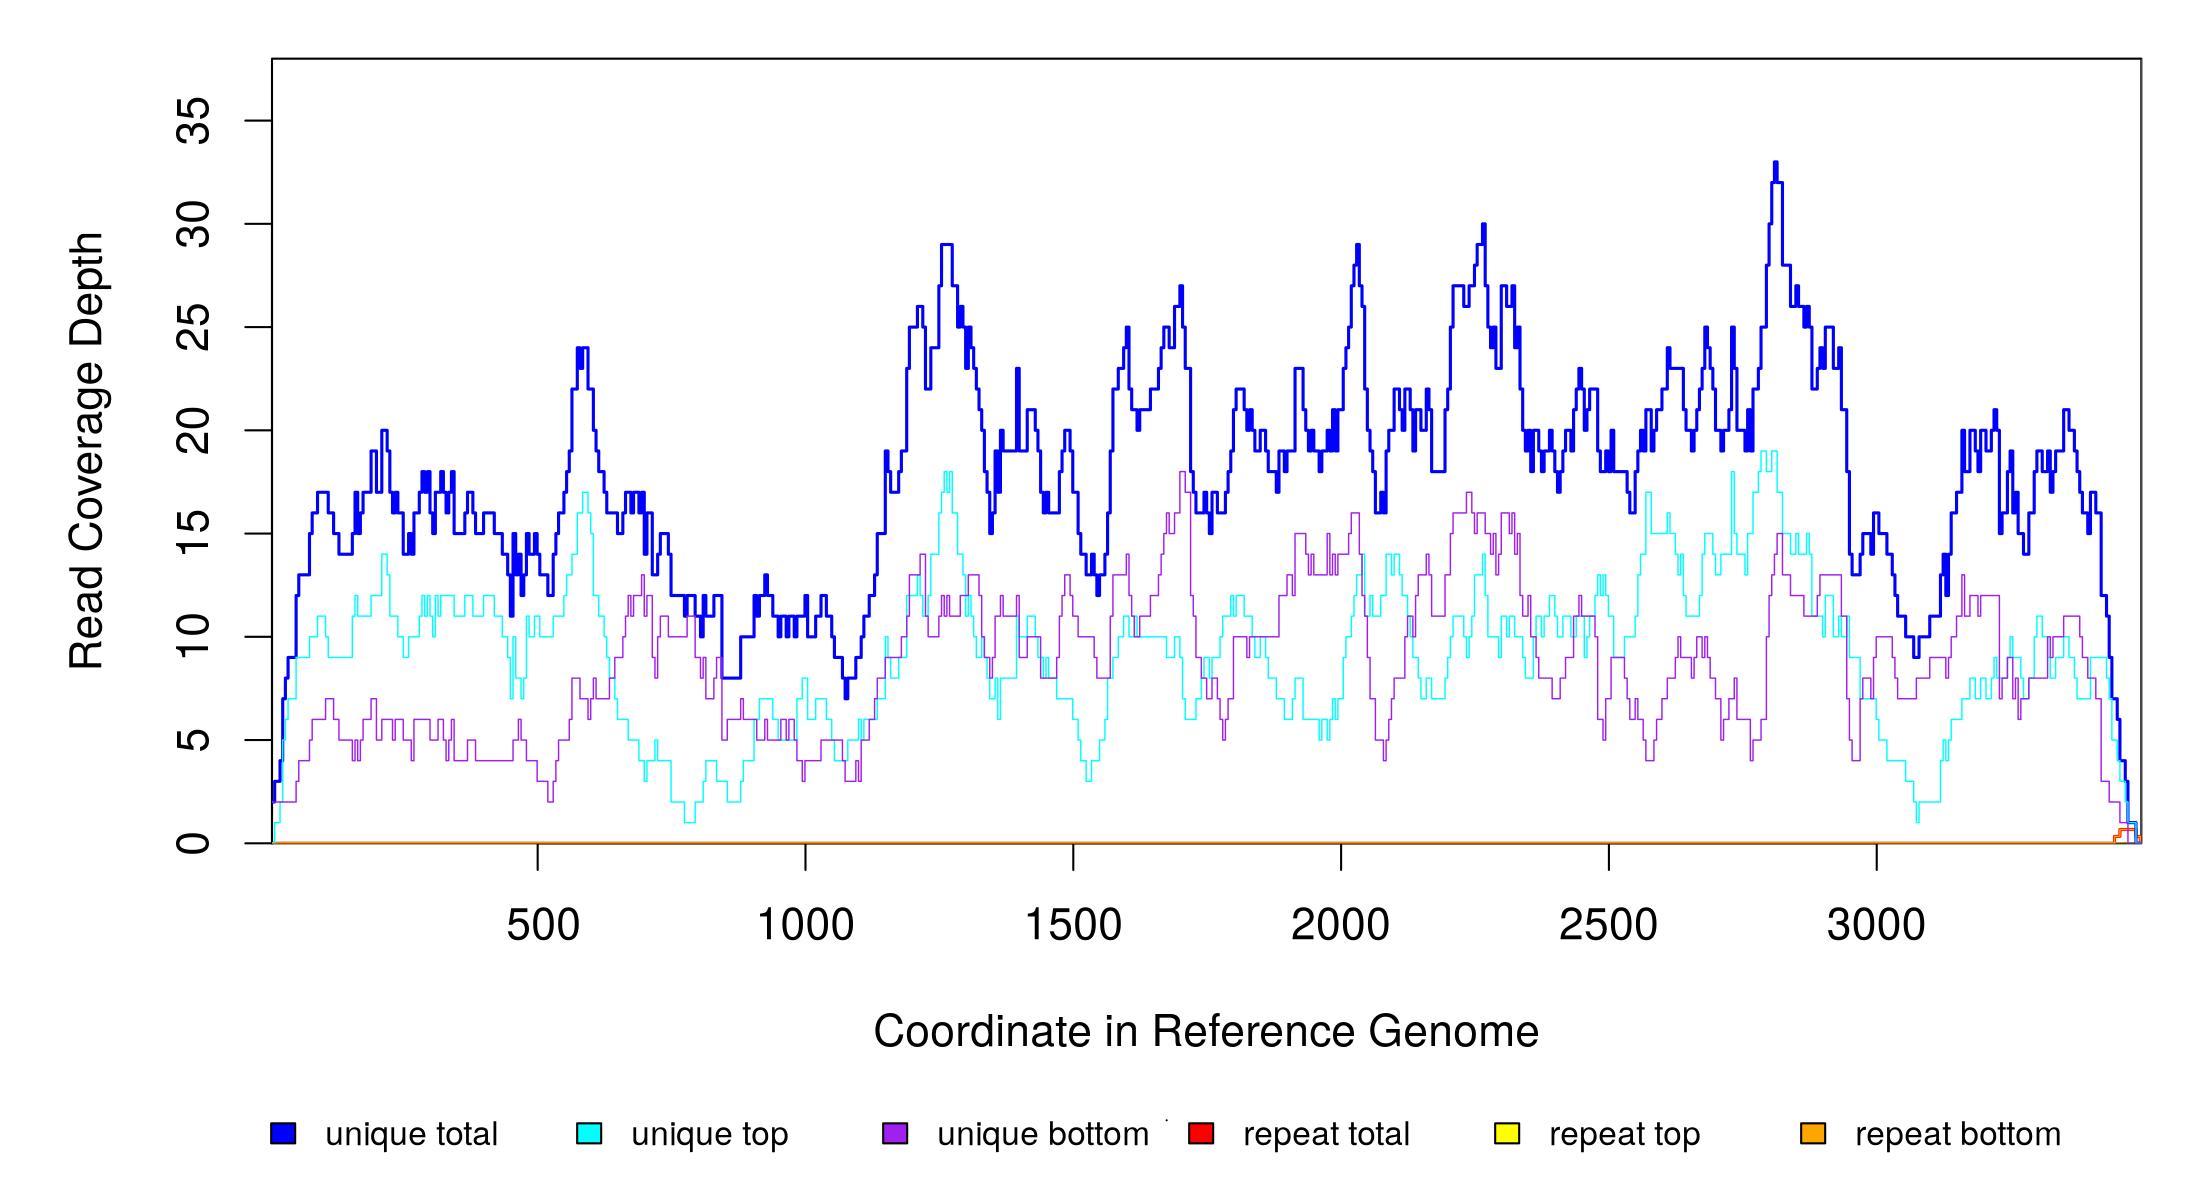 Read Coverage Depth
35
30
25
20
15
10
5
0
500 1000 1500 2000 2500 3000
Coordinate in Reference Genome
unique total unique top unique bottom repeat total repeat top repeat bottom